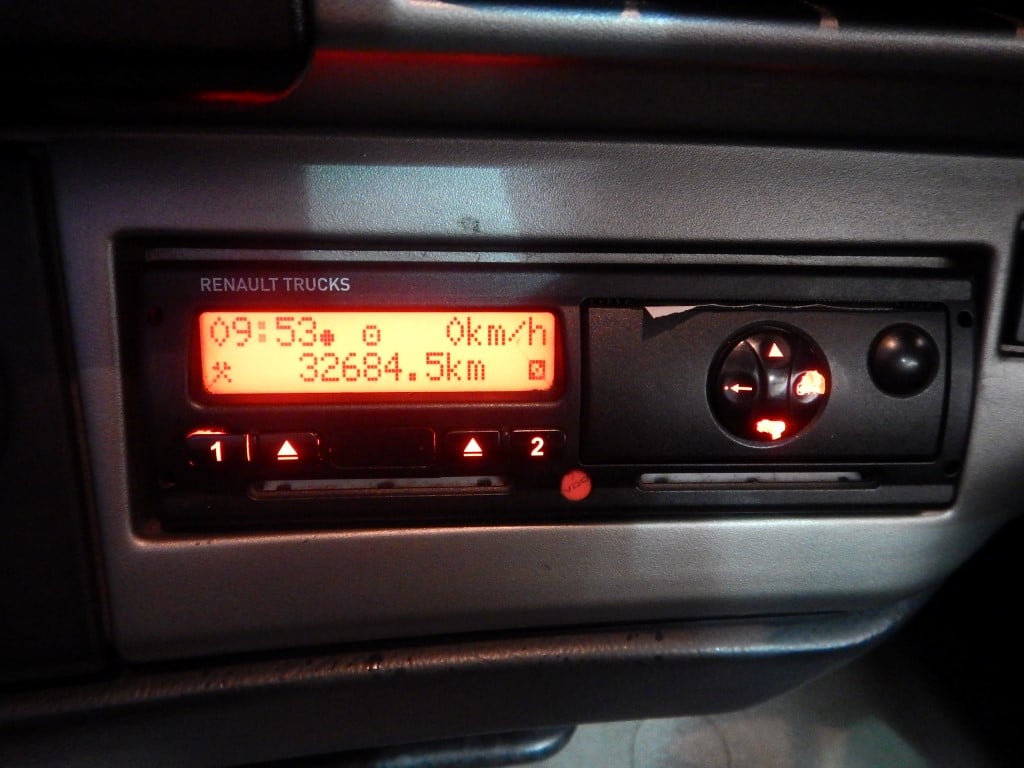 RENAULT TRUCKS
09:53 0km/h
32684.5km
1 2